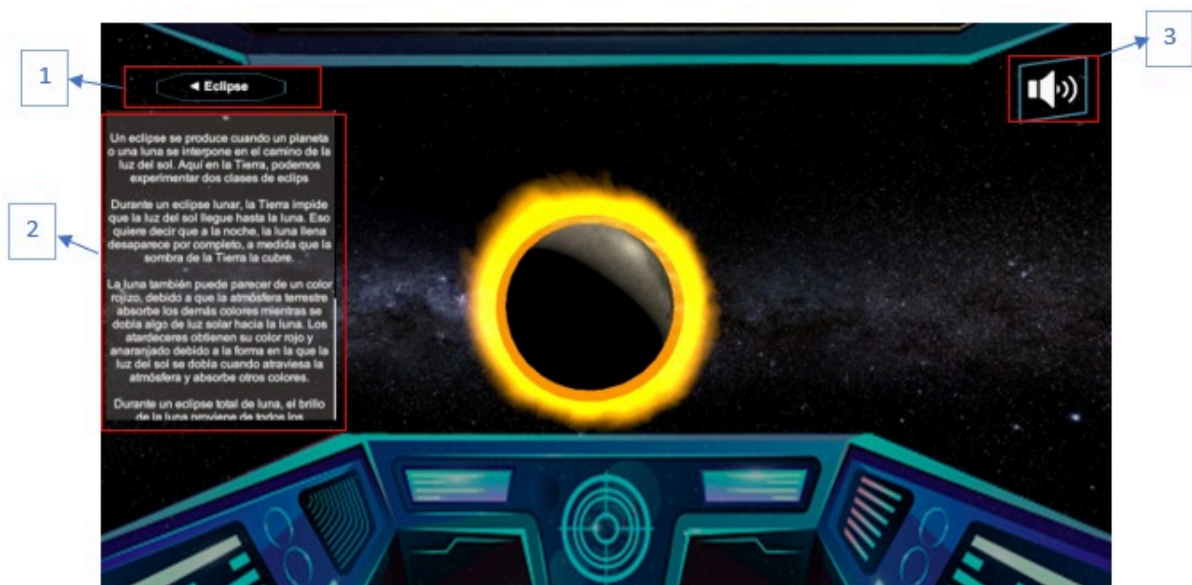 1
◄ Eclipse
3
2
Un eclipse se produce cuando un planeta
o una luna se interpone en el camino de la
luz del sol. Aquí en la Tierra, podemos
experimentar dos clases de eclips
Durante un eclipse lunar, la Tierra impide
que la luz del sol llegue hasta la luna. Eso
quiere decir que a la noche, la luna llena
desaparece por completo, a medida que la
sombra de la Tierra la cubre.
La luna también puede parecer de un color
rojizo, debido a que la atmósfera terrestre
absorbe los demás colores mientras se
dobla algo de luz solar hacia la luna. Los
atardeceres obtienen su color rojo y
anaranjado debido a la forma en la que la
luz del sol se dobla cuando atraviesa la
atmósfera y absorbe otros colores.
Durante un eclipse total de luna, el brillo
de la luna proviene de todos los